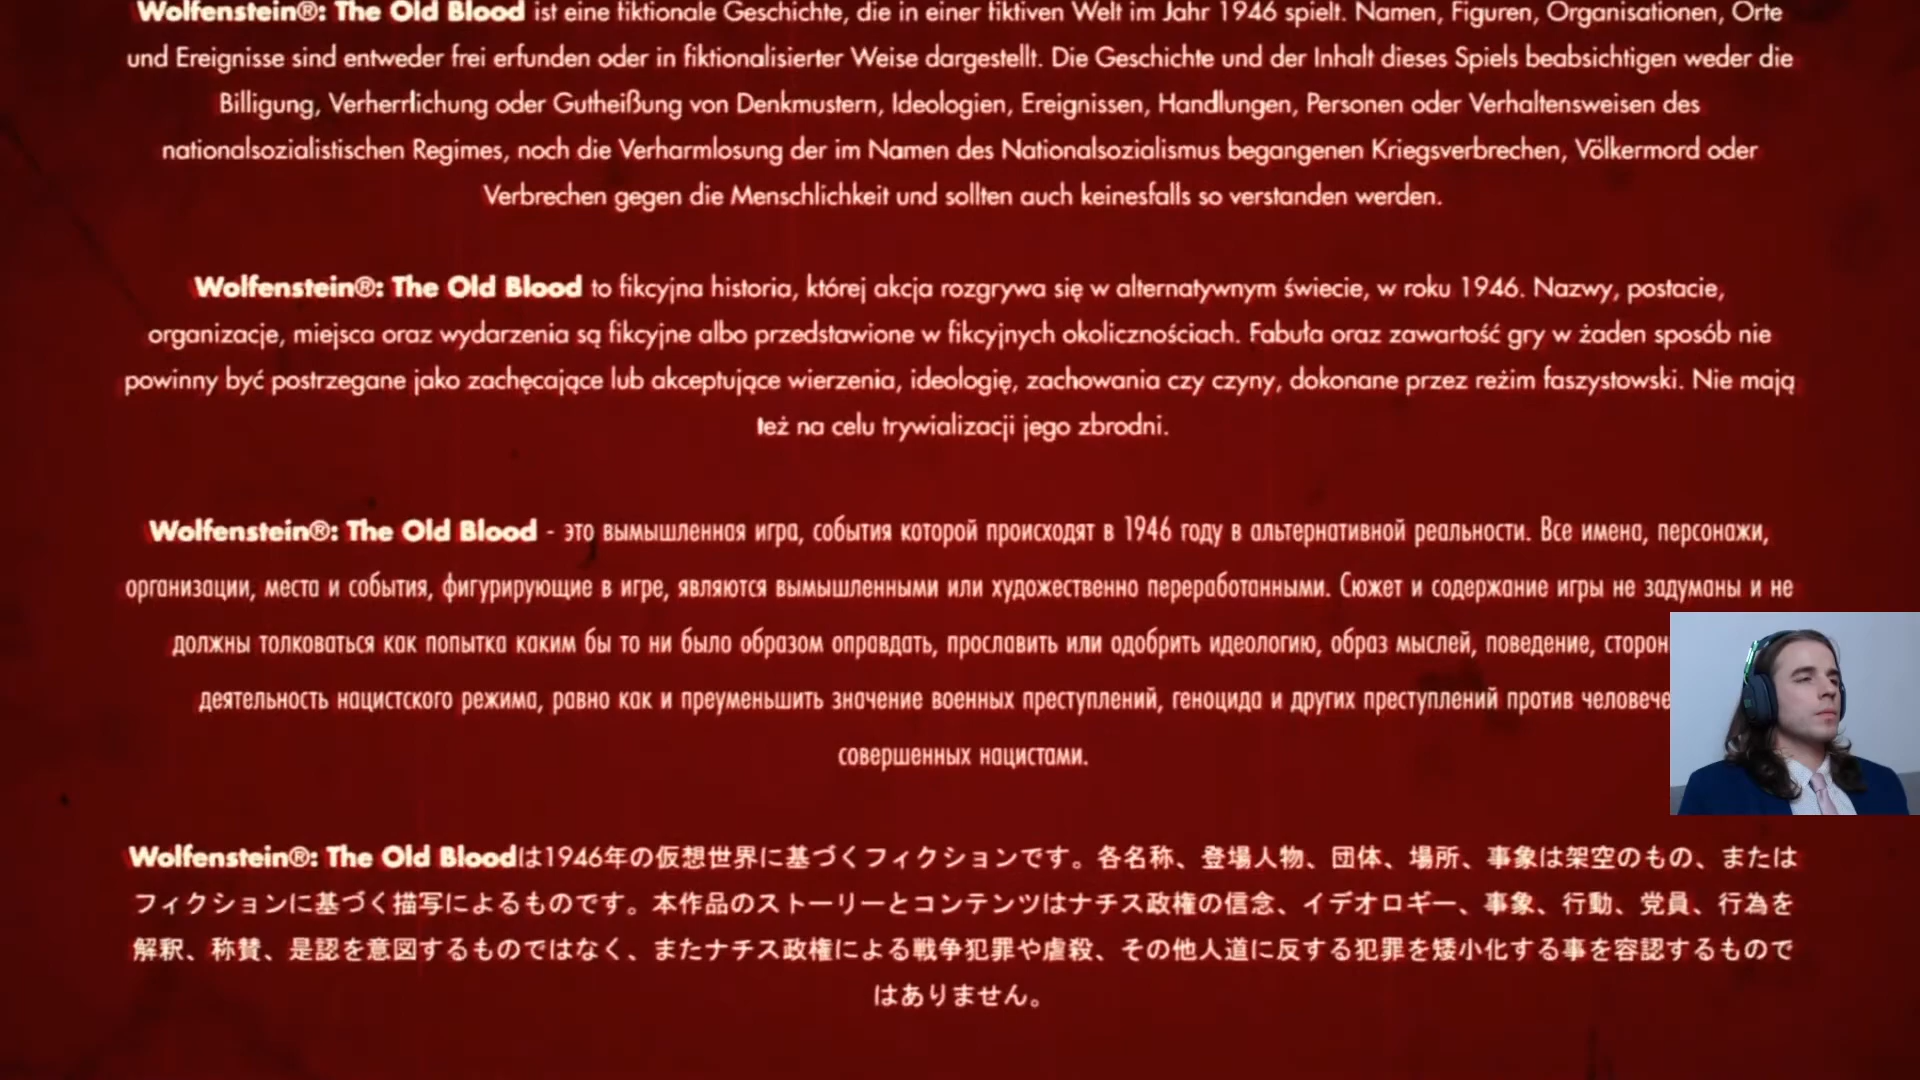 Wolfenstein®: The Old Blood ist eine fiktionale Geschichte, die in einer fiktiven Welt im Jahr 1946 spielt. Namen, Figuren, Organisationen, Orte
und Ereignisse sind entweder frei erfunden oder in fiktionalisierter Weise dargestellt. Die Geschichte und der Inhalt dieses Spiels beabsichtigen weder die
Billigung, Verherrlichung oder Gutheißung von Denkmustern, Ideologien, Ereignissen, Handlungen, Personen oder Verhaltensweisen des
nationalsozialistischen Regimes, noch die Verharmlosung der im Namen des Nationalsozialismus begangenen Kriegsverbrechen, Völkermord oder
Verbrechen gegen die Menschlichkeit und sollten auch keinesfalls so verstanden werden.
Wolfenstein®: The Old Blood to fikcyjna historia, której akcja rozgrywa się w alternatywnym świecie, w roku 1946. Nazwy, postacie,
organizacje, miejsca oraz wydarzenia są fikcyjne albo przedstawione w fikcyjnych okolicznościach. Fabuła oraz zawartość gry w żaden sposób nie
powinny być postrzegane jako zachęcające lub akceptujące wierzenia, ideologię, zachowania czy czyny, dokonane przez reżim faszystowski. Nie mają
też na celu trywializacji jego zbrodni.
Wolfenstein®: The Old Blood - это вымышленная игра, события которой происходят в 1946 году в альтернативной реальности. Все имена, персонажи,
организации, места и события, фигурирующие в игре, являются вымышленными или художественно переработанными. Сюжет и содержание игры не задуманы и не
должны толковаться как попытка каким бы то ни было образом оправдать, прославить или одобрить идеологию, образ мыслей, поведение, сторон
деятельность нацистского режима, равно как и преуменьшить значение военных преступлений, геноцида и других преступлений против человече
совершенных нацистами.
Wolfenstein®: The Old Bloodは1946年の仮想世界に基づくフィクションです。各名称、登場人物、団体、場所、事象は架空のもの、または
フィクションに基づく描写によるものです。本作品のストーリーとコンテンツはナチス政権の信念、イデオロギー、事象、行動、党員、行為を
解釈、称賛、是認を意図するものではなく、またナチス政権による戦争犯罪や虐殺、その他人道に反する犯罪を矮小化する事を容認するもので
はありません。